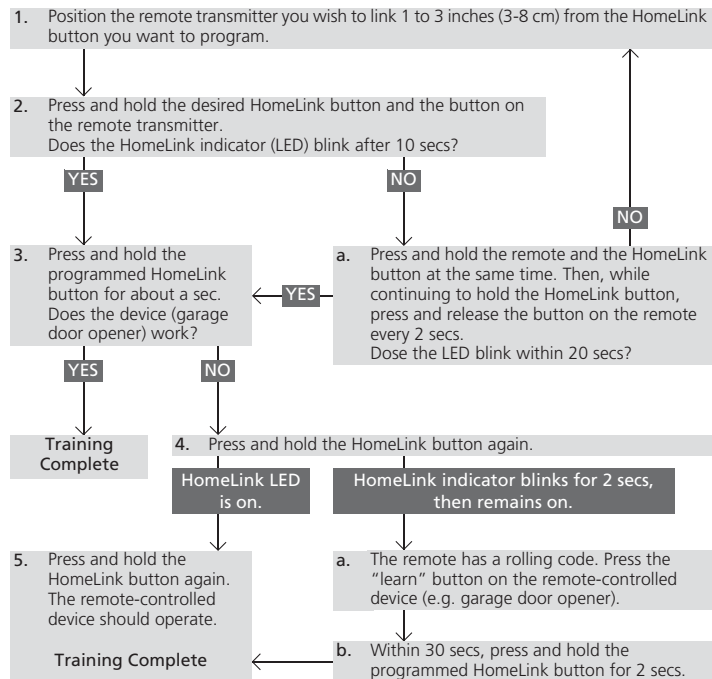 1. Position the remote transmitter you wish to link 1 to 3 inches (3-8 cm) from the HomeLink
button you want to program.
2. Press and hold the desired HomeLink button and the button on
the remote transmitter.
Does the HomeLink indicator (LED) blink after 10 secs?
YES
NO
NO
3. Press and hold the
programmed HomeLink
button for about a sec.
Does the device (garage
door opener) work?
YES
a. Press and hold the remote and the HomeLink
button at the same time. Then, while
continuing to hold the HomeLink button,
press and release the button on the remote
every 2 secs.
Dose the LED blink within 20 secs?
YES
NO
Training
Complete
4. Press and hold the HomeLink button again.
HomeLink LED
is on.
HomeLink indicator blinks for 2 secs,
then remains on.
5. Press and hold the
HomeLink button again.
The remote-controlled
device should operate.
Training Complete
a. The remote has a rolling code. Press the
“learn” button on the remote-controlled
device (e.g. garage door opener).
b. Within 30 secs, press and hold the
programmed HomeLink button for 2 secs.